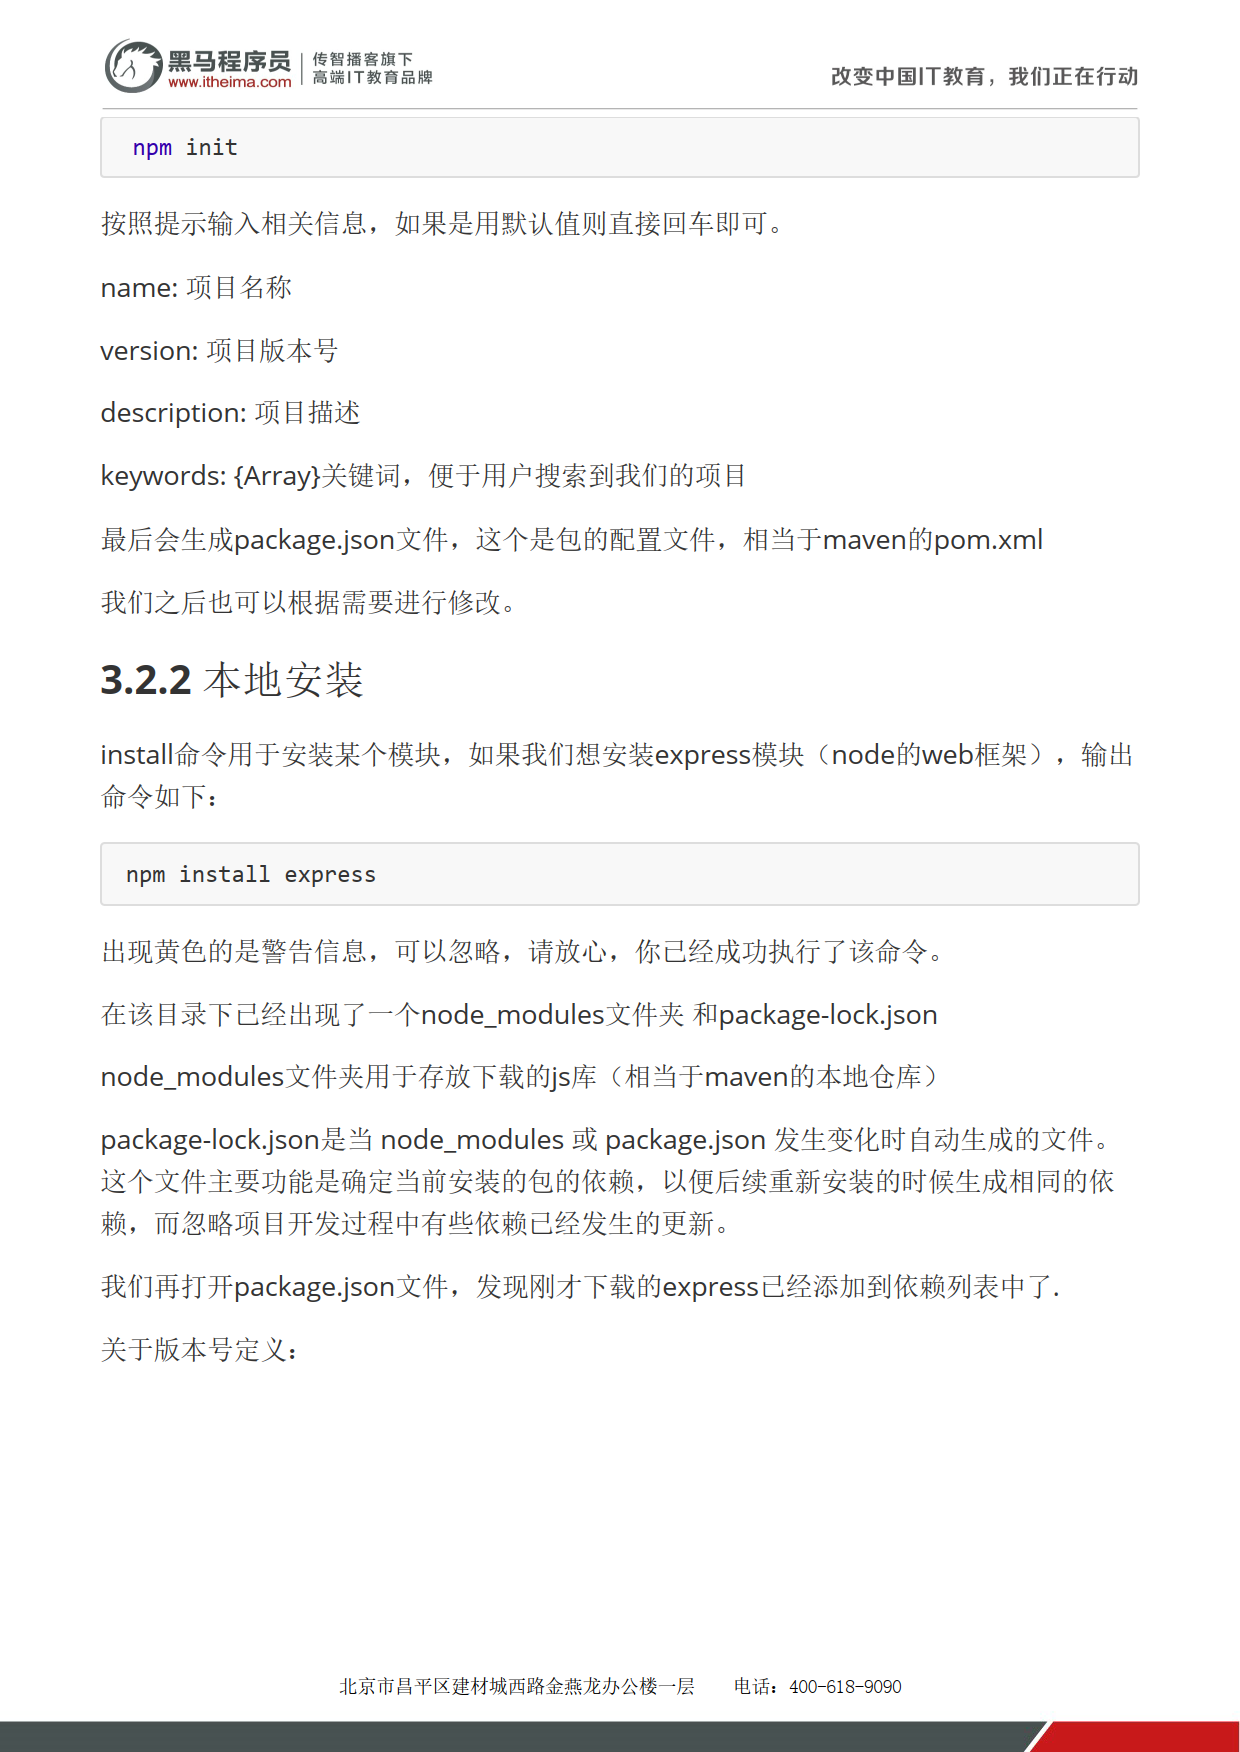 黑马程序员
www.itheima.com
传智播客旗下
高端IT教育品牌
改变中国IT教育，我们正在行动
npm init
按照提示输入相关信息，如果是用默认值则直接回车即可。
name: 项目名称
version: 项目版本号
description: 项目描述
keywords: {Array}关键词，便于用户搜索到我们的项目
最后会生成package.json文件，这个是包的配置文件，相当于maven的pom.xml
我们之后也可以根据需要进行修改。
3.2.2 本地安装
install命令用于安装某个模块，如果我们想安装express模块（node的web框架），输出
命令如下：
npm install express
出现黄色的是警告信息，可以忽略，请放心，你已经成功执行了该命令。
在该目录下已经出现了一个node_modules文件夹 和package-lock.json
node_modules文件夹用于存放下载的js库（相当于maven的本地仓库）
package-lock.json是当 node_modules 或 package.json 发生变化时自动生成的文件。
这个文件主要功能是确定当前安装的包的依赖，以便后续重新安装的时候生成相同的依
赖，而忽略项目开发过程中有些依赖已经发生的更新。
我们再打开package.json文件，发现刚才下载的express已经添加到依赖列表中了.
关于版本号定义：
北京市昌平区建材城西路金燕龙办公楼一层 电话：400-618-9090